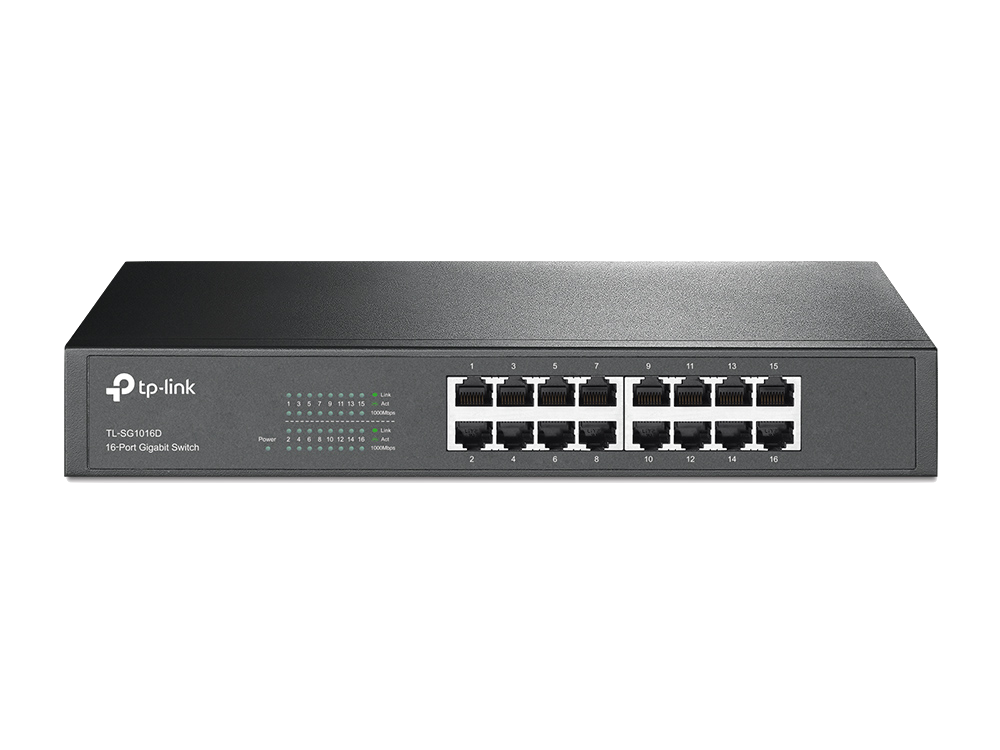 tp-link
TL-SG1016D
16-Port Gigabit Switch
Power
1 3 5 7 9 11 13 15
Link
Act
1000Mbps
2 4 6 8 10 12 14 16
Link
Act
1000Mbps
1 3 5 7 9 11 13 15
2 4 6 8 10 12 14 16